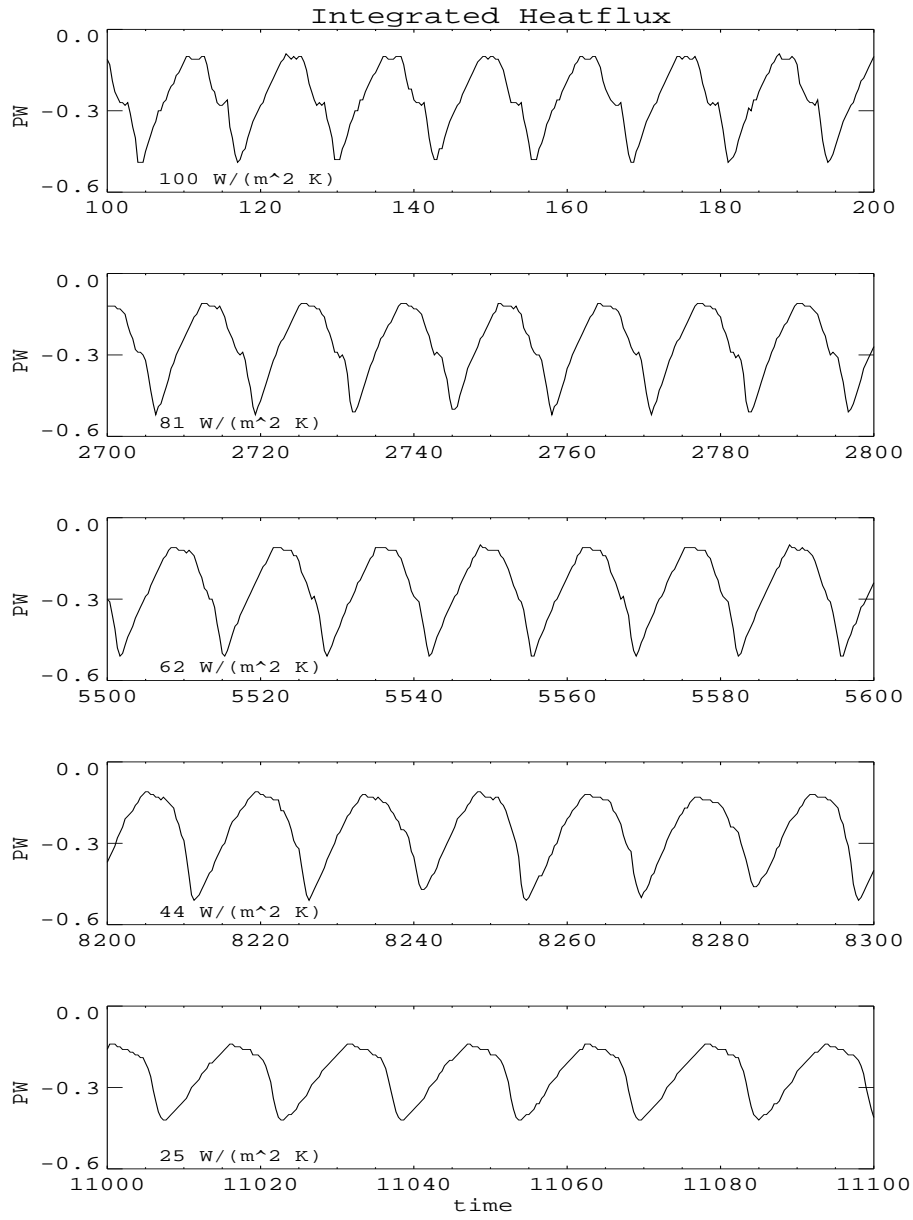 Integrated Heatflux
0.0
PW
-0.3
-0.6
100 W/(m^2 K)
100 120 140 160 180 200
0.0
PW
-0.3
-0.6
81 W/(m^2 K)
2700 2720 2740 2760 2780 2800
0.0
PW
-0.3
-0.6
62 W/(m^2 K)
5500 5520 5540 5560 5580 5600
0.0
PW
-0.3
-0.6
44 W/(m^2 K)
8200 8220 8240 8260 8280 8300
0.0
PW
-0.3
-0.6
25 W/(m^2 K)
11000 11020 11040 11060 11080 11100
time